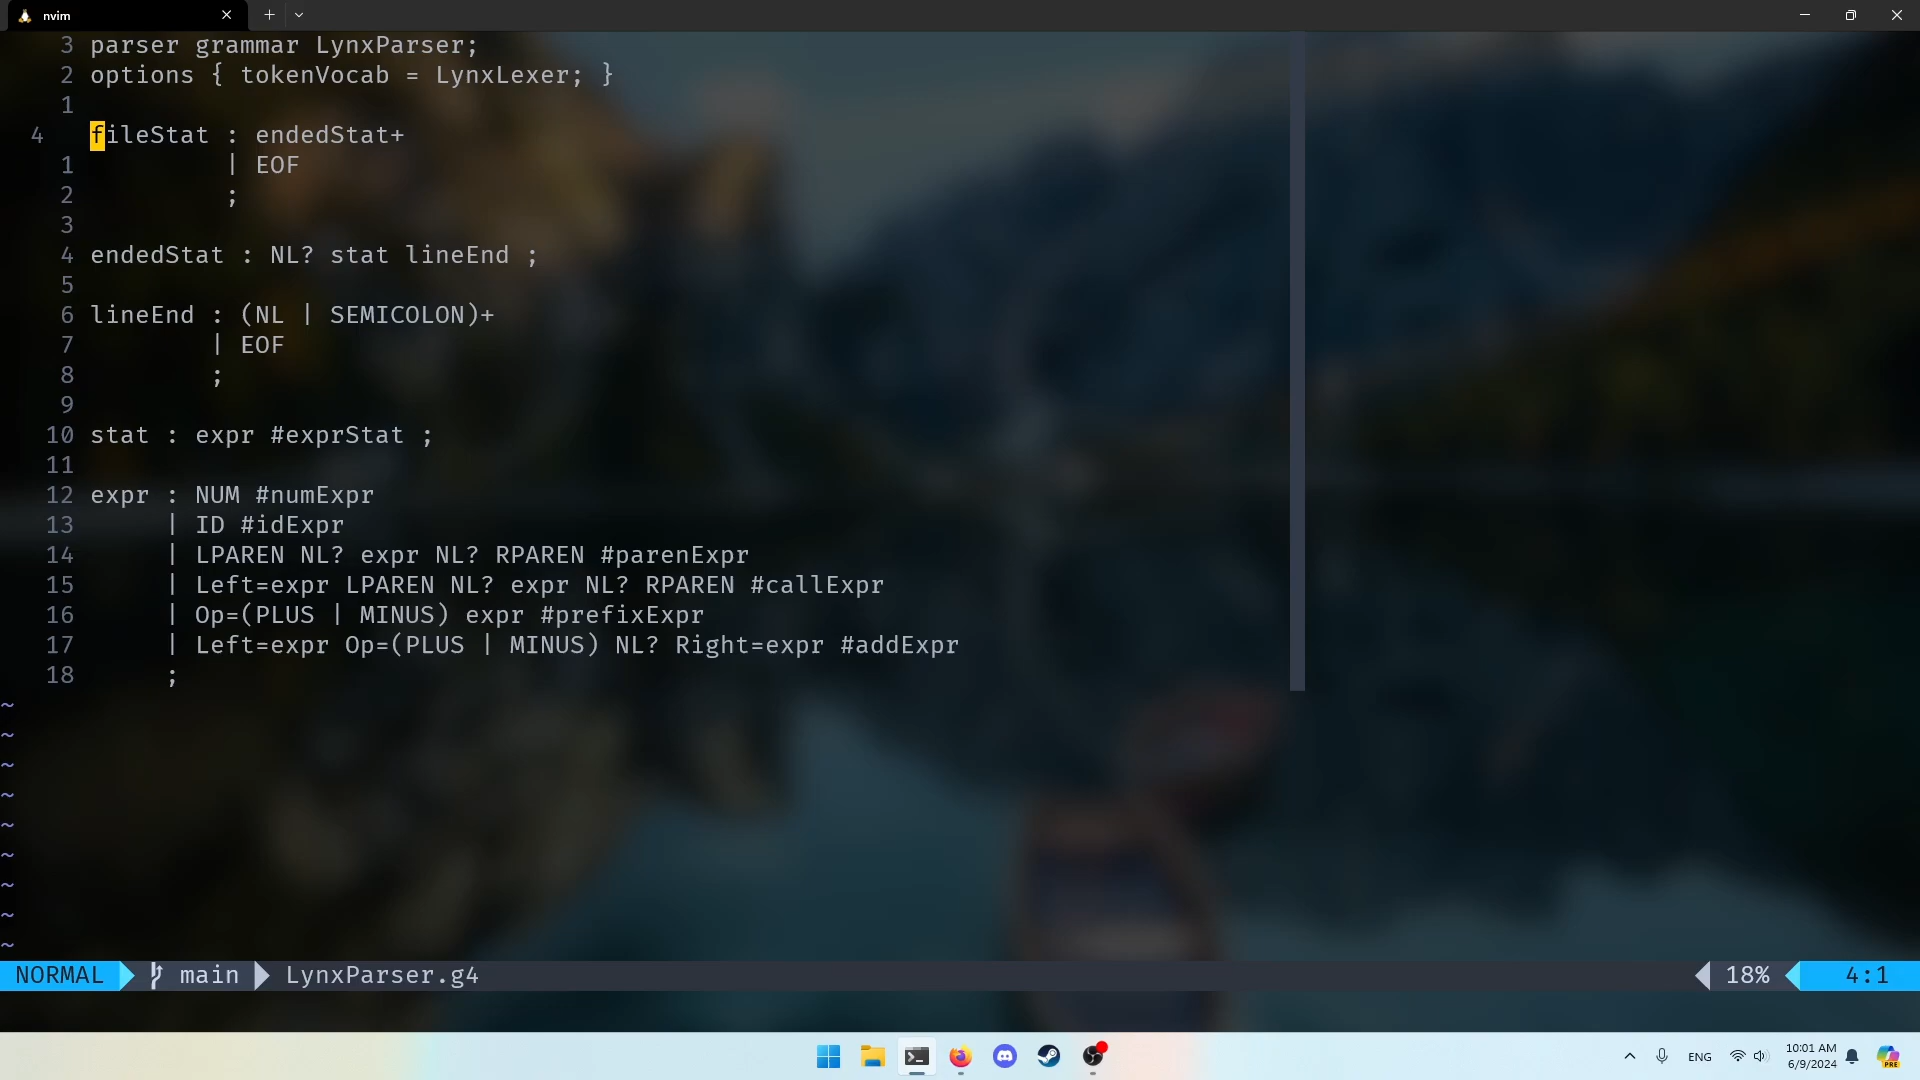 nvim
3 parser grammar LynxParser;
2 options { tokenVocab = LynxLexer; }
1
4 fileStat : endedStat+
1 | EOF
2 ;
3
4 endedStat : NL? stat lineEnd ;
5
6 lineEnd : (NL | SEMICOLON)+
7 | EOF
8 ;
9
10 stat : expr #exprStat ;
11
12 expr : NUM #numExpr
13 | ID #idExpr
14 | LPAREN NL? expr NL? RPAREN #parenExpr
15 | Left=expr LPAREN NL? expr NL? RPAREN #callExpr
16 | Op=(PLUS | MINUS) expr #prefixExpr
17 | Left=expr Op=(PLUS | MINUS) NL? Right=expr #addExpr
18 ;
~
~
~
~
~
~
~
~
~
NORMAL main LynxParser.g4 18% 4:1
ENG 10:01 AM
6/9/2024
PRE